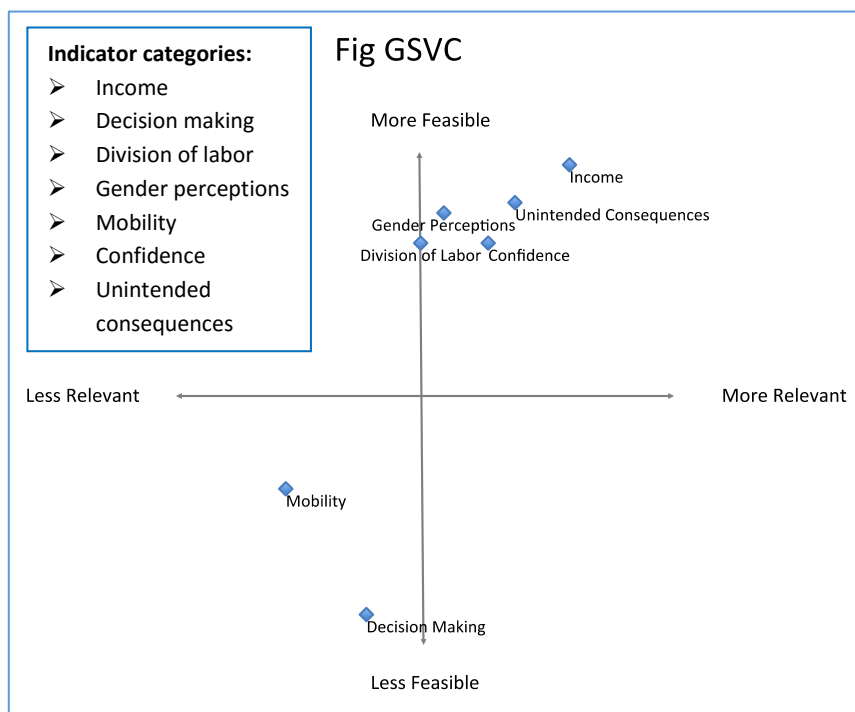 Indicator categories:
➢ Income
➢ Decision making
➢ Division of labor
➢ Gender perceptions
➢ Mobility
➢ Confidence
➢ Unintended
consequences
Fig GSVC
More Feasible
Income
Unintended Consequences
Gender Perceptions
Division of Labor
Confidence
Less Relevant
More Relevant
Mobility
Decision Making
Less Feasible